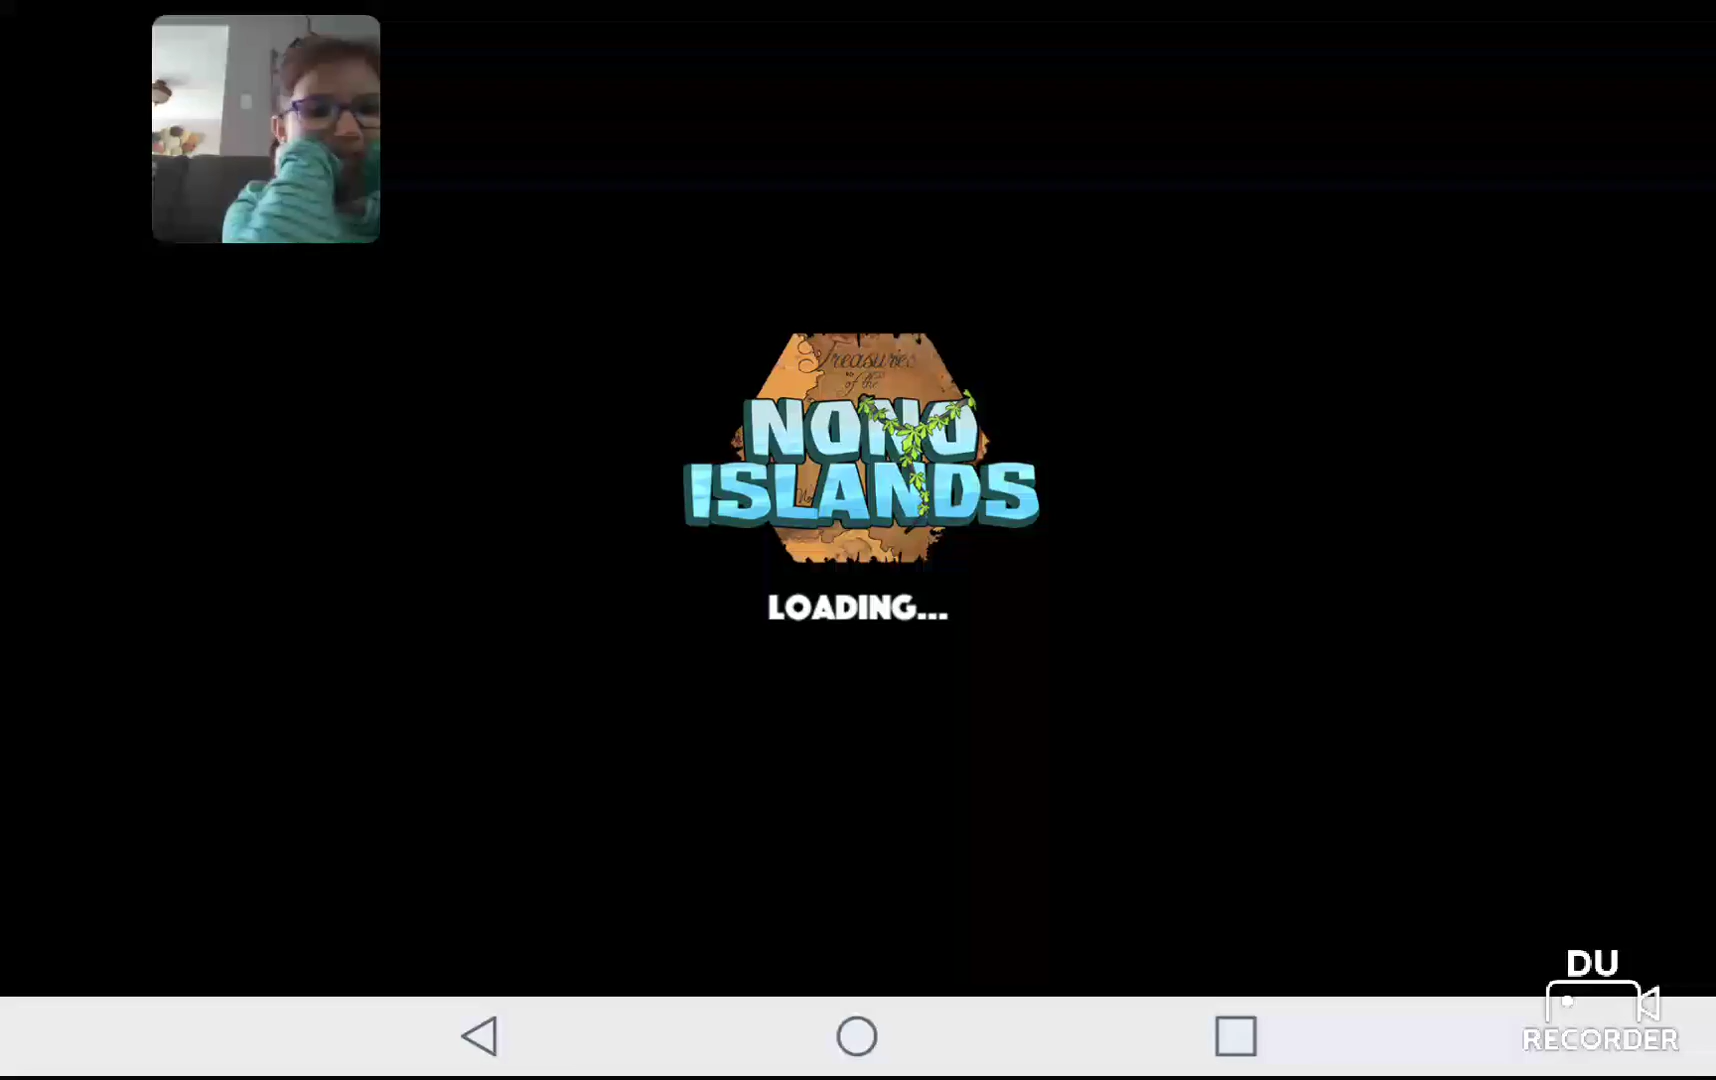 Treasures
of the
NONO
ISLANDS
LOADING...
DU
RECORDER